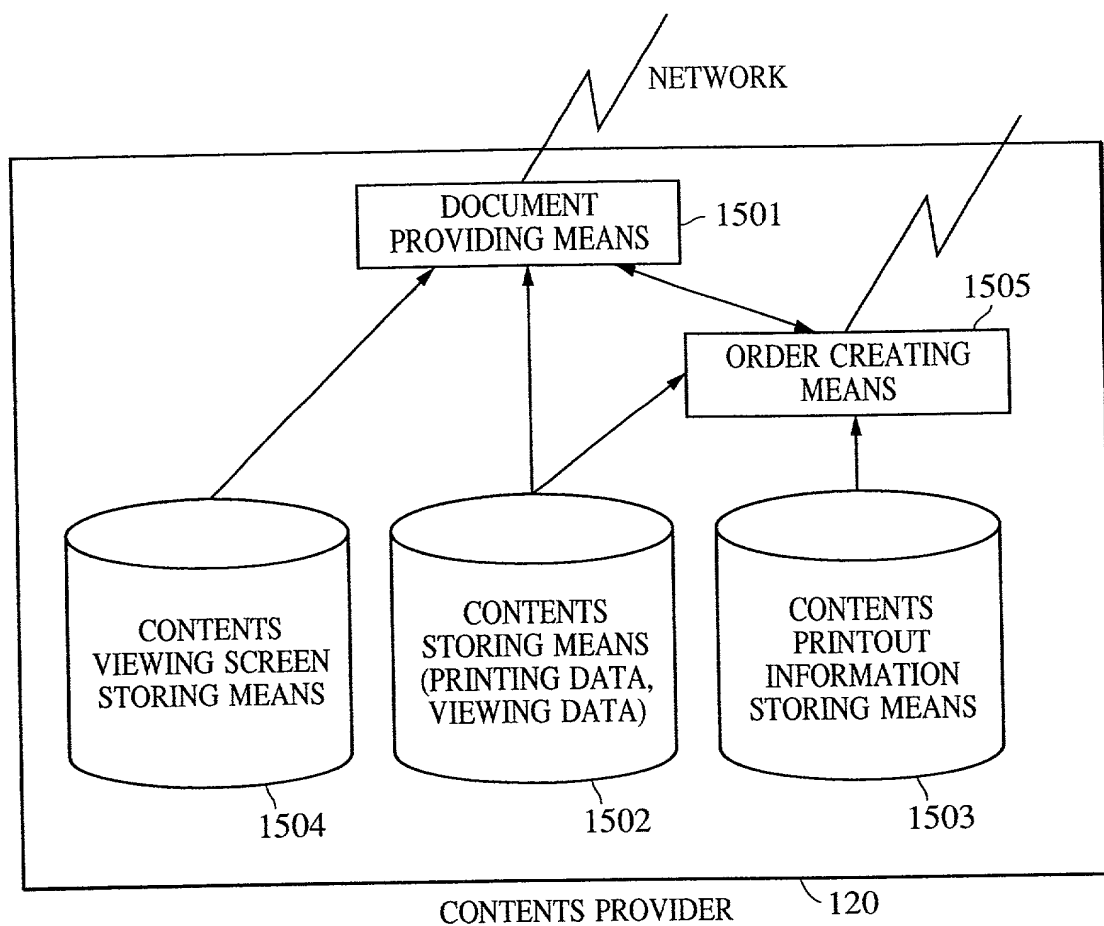 NETWORK
DOCUMENT
PROVIDING MEANS
1501
1505
ORDER CREATING
MEANS
CONTENTS
VIEWING SCREEN
STORING MEANS
CONTENTS
STORING MEANS
(PRINTING DATA,
VIEWING DATA)
CONTENTS
PRINTOUT
INFORMATION
STORING MEANS
1504
1502
1503
120
CONTENTS PROVIDER